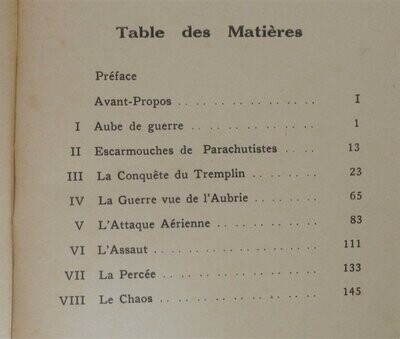 Table des Matières
Préface
Avant-Propos . . . . . . . . . . . . . I
I Aube de guerre . . . . . . . . . . . . 1
II Escarmouches de Parachutistes . . . . 13
III La Conquête du Tremplin . . . . . . 23
IV La Guerre vue de l'Aubrie . . . . . . 65
V L'Attaque Aérienne . . . . . . . . . 83
VI L'Assaut . . . . . . . . . . . . . . 111
VII La Percée . . . . . . . . . . . . . 133
VIII Le Chaos . . . . . . . . . . . . . 145